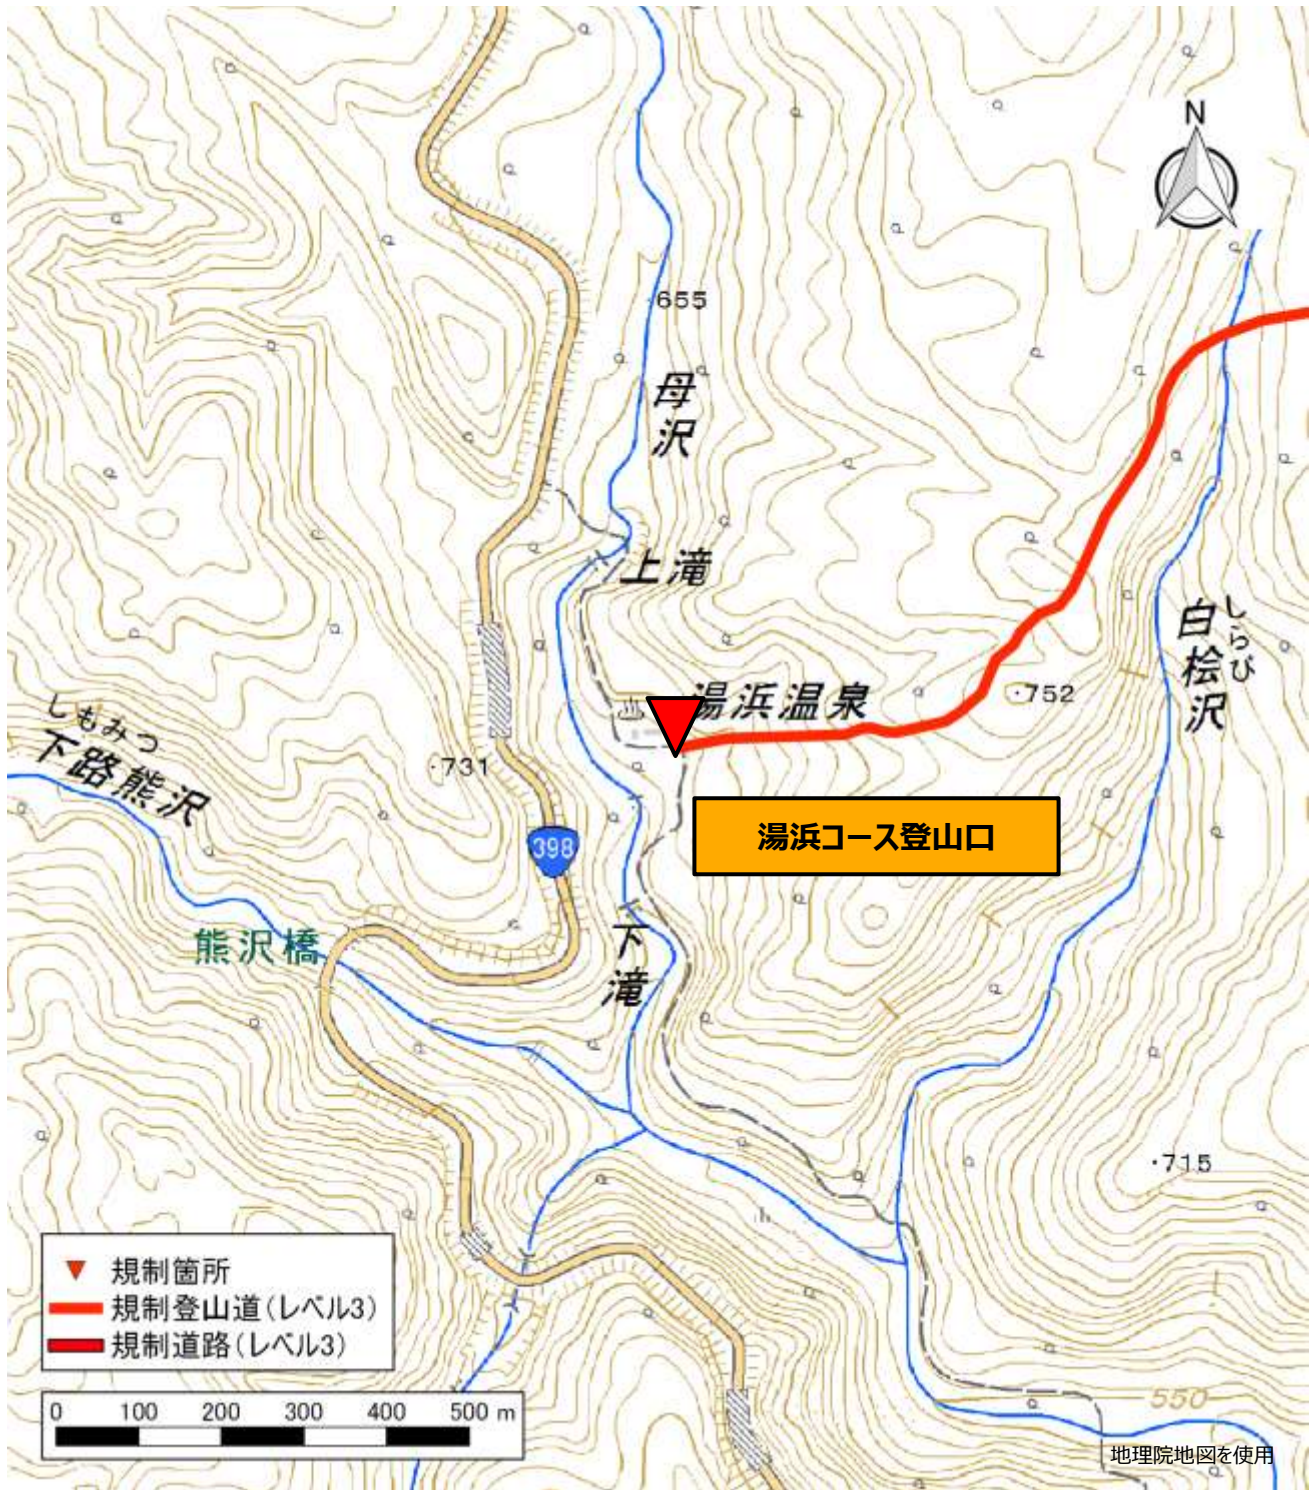 N
655
母沢
上滝
しらび
白桧沢
湯浜温泉
752
しもみつ
下路熊沢
731
湯浜コース登山口
398
熊沢橋
下滝
715
規制箇所
規制登山道(レベル3)
規制道路(レベル3)
0 100 200 300 400 500 m
550
地理院地図を使用